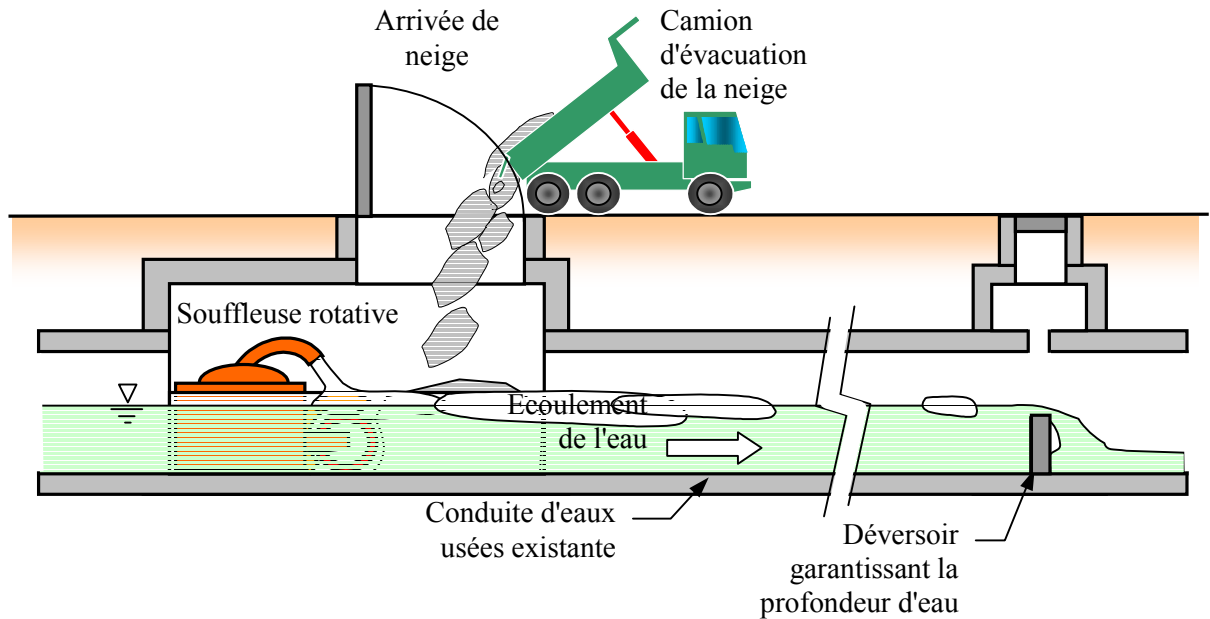 Arrivée de
neige
Camion
d'évacuation
de la neige
Souffleuse rotative
Ecoulement
de l'eau
Conduite d'eaux
usées existante
Déversoir
garantissant la
profondeur d'eau